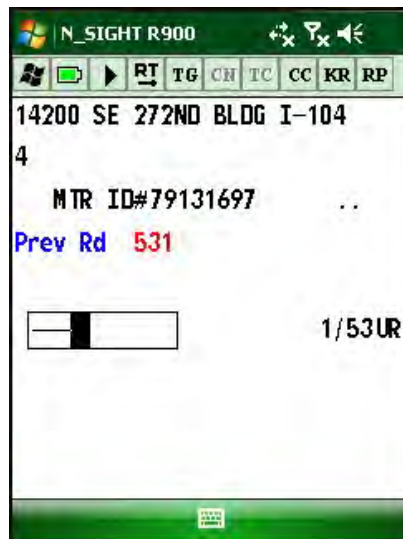 N_SIGHT R900
RT TG CH TC CC KR RP
14200 SE 272ND BLDG I-104
4
MTR ID#79131697 ..
Prev Rd 531
1/53UR